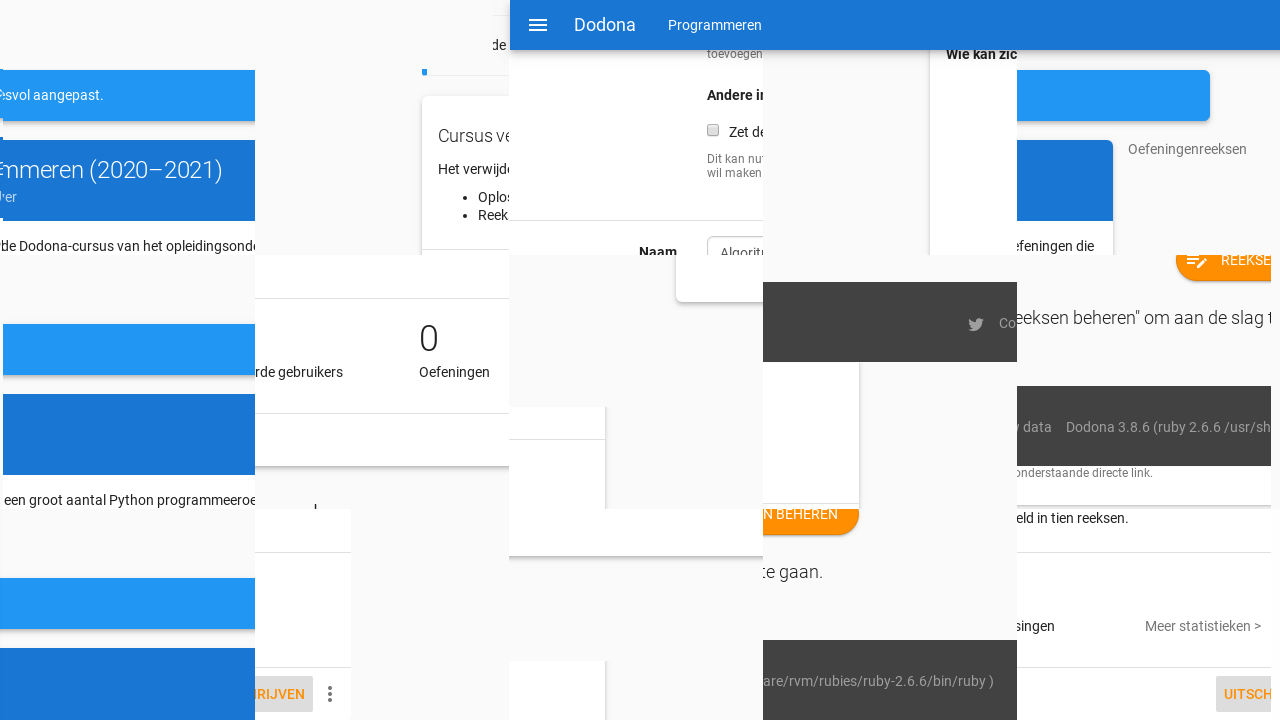 Dodona Programmeren
de
toevoegen
Wie kan zic
svol aangepast.
Andere in
Zet de
Cursus ve
Oefeningenreeksen
Dit kan nu
wil maken
mmeren (2020–2021)
Het verwijde
Oplos
Reek
de Dodona-cursus van het opleidingsonde
Naam
Algorit
efeningen die
REEKSE
eeksen beheren" om aan de slag t
Co
0
rde gebruikers
Oefeningen
data Dodona 3.8.6 (ruby 2.6.6 /usr/sh
onderstaande directe link.
een groot aantal Python programmeeroe
N BEHEREN
eld in tien reeksen.
te gaan.
singen
Meer statistieken >
are/rvm/rubies/ruby-2.6.6/bin/ruby )
RIJVEN
UITSCH